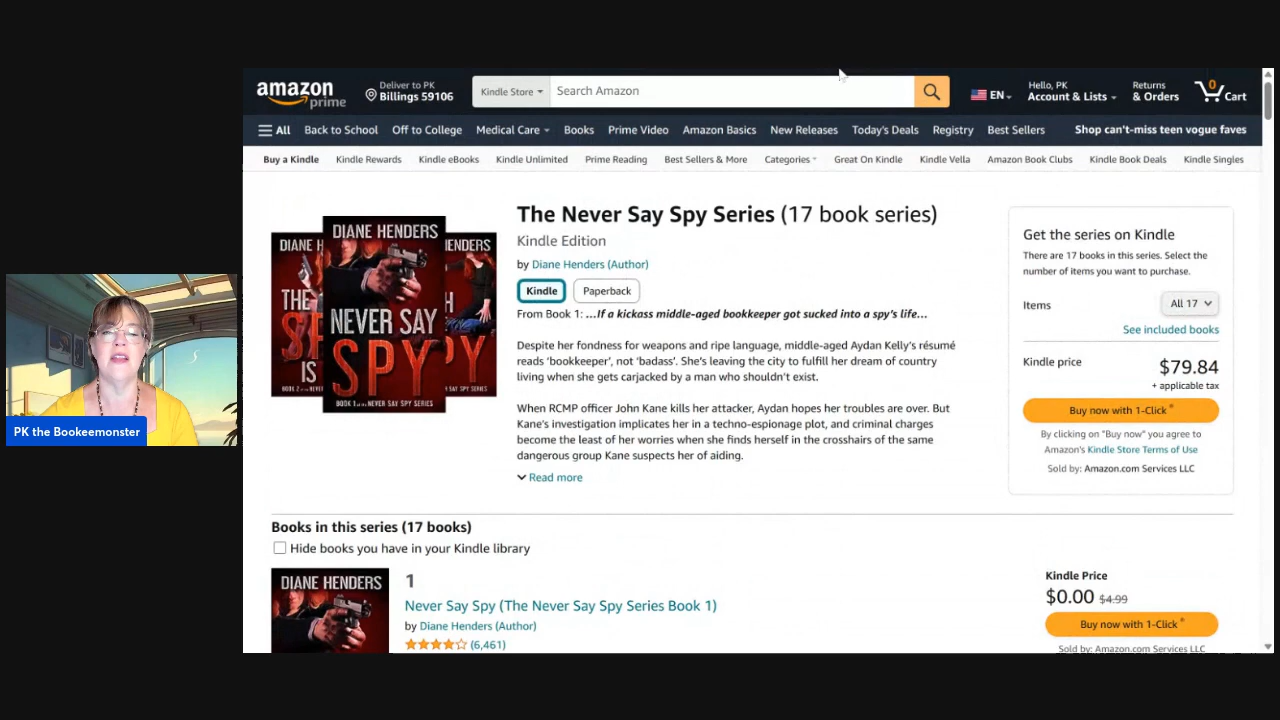 amazon
prime
Deliver to PK
Billings 59106
Kindle Store
Search Amazon
EN
Hello, PK
Account & Lists
Returns
& Orders
0
Cart
All
Back to School
Off to College
Medical Care
Books
Prime Video
Amazon Basics
New Releases
Today's Deals
Registry
Best Sellers
Shop can't-miss teen vogue faves
Buy a Kindle
Kindle Rewards
Kindle eBooks
Kindle Unlimited
Prime Reading
Best Sellers & More
Categories
Great On Kindle
Kindle Vella
Amazon Book Clubs
Kindle Book Deals
Kindle Singles
DIANE HENDERS
NEVER SAY
SPY
BOOK 1 of the NEVER SAY SPY SERIES
DIANE H
THE
SP
IS
HENDERS
H
PY
The Never Say Spy Series (17 book series)
Kindle Edition
by Diane Henders (Author)
Kindle
Paperback
From Book 1: ...If a kickass middle-aged bookkeeper got sucked into a spy's life...
Despite her fondness for weapons and ripe language, middle-aged Aydan Kelly's résumé
reads 'bookkeeper', not 'badass'. She's leaving the city to fulfill her dream of country
living when she gets carjacked by a man who shouldn't exist.
When RCMP officer John Kane kills her attacker, Aydan hopes her troubles are over. But
Kane's investigation implicates her in a techno-espionage plot, and criminal charges
become the least of her worries when she finds herself in the crosshairs of the same
dangerous group Kane suspects her of aiding.
Read more
Get the series on Kindle
There are 17 books in this series. Select the
number of items you want to purchase.
Items
All 17
See included books
Kindle price
$79.84
+ applicable tax
Buy now with 1-Click ®
By clicking on "Buy now" you agree to
Amazon's Kindle Store Terms of Use
Sold by: Amazon.com Services LLC
PK the Bookeemonster
Books in this series (17 books)
Hide books you have in your Kindle library
DIANE HENDERS
1
Never Say Spy (The Never Say Spy Series Book 1)
by Diane Henders (Author)
(6,461)
Kindle Price
$0.00 $4.99
Buy now with 1-Click ®
Sold by: Amazon.com Services LLC